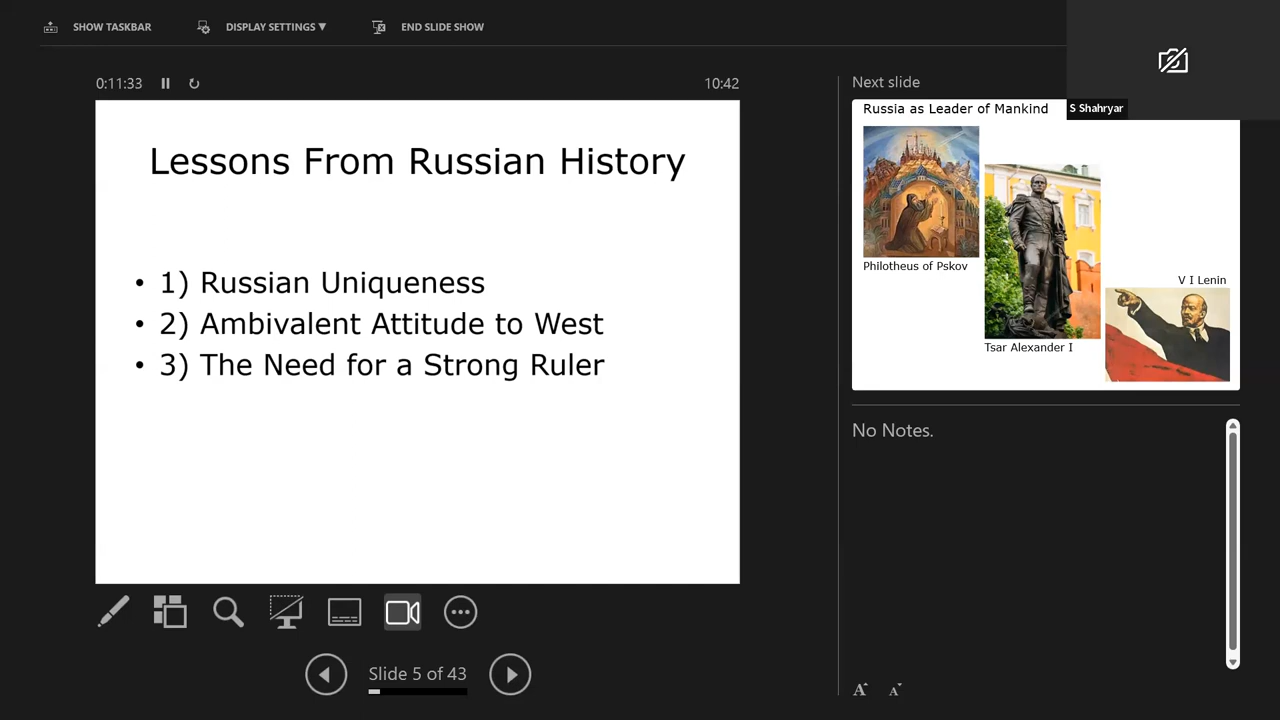 SHOW TASKBAR
DISPLAY SETTINGS ▼
END SLIDE SHOW
0:11:33
10:42
Lessons From Russian History
• 1) Russian Uniqueness
• 2) Ambivalent Attitude to West
• 3) The Need for a Strong Ruler
Slide 5 of 43
Next slide
S Shahryar
Russia as Leader of Mankind
Philotheus of Pskov
V I Lenin
Tsar Alexander I
No Notes.
A A